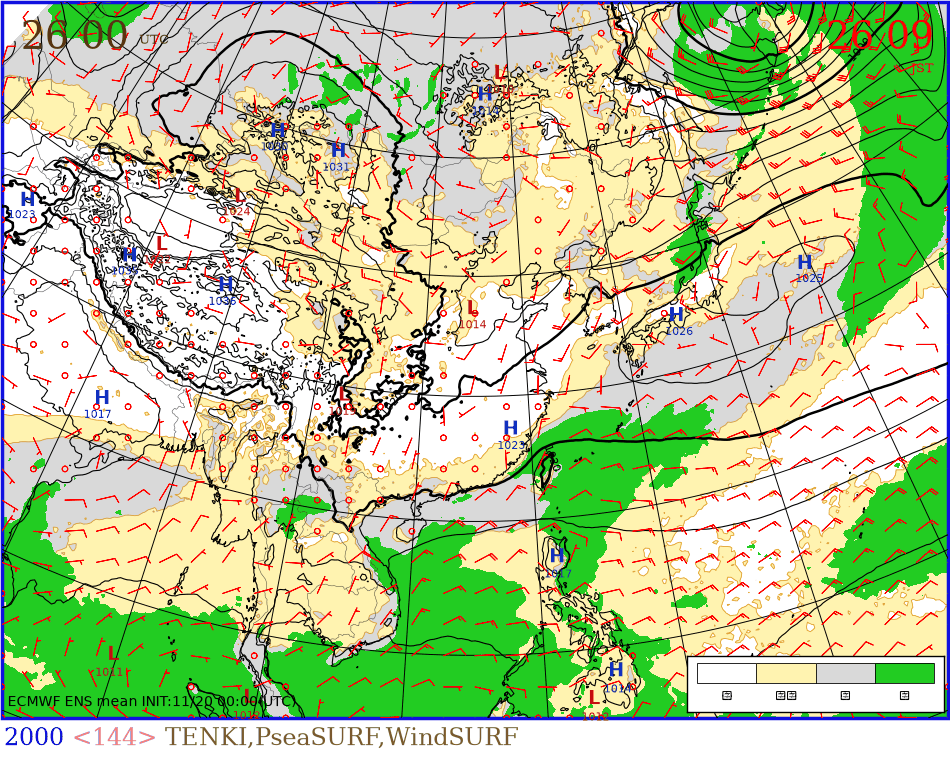 26 00 UTC
26 09 JST
L
H
H
H 1031
H 1023
L 1024
L
H
H
L 1014
H 1025
H 1026
H 1017
H 1023
H 1017
L 1011
H
L
L
ECMWF ENS mean INIT:11/20 00:00(UTC)
2000 <144> TENKI,PseaSURF,WindSURF